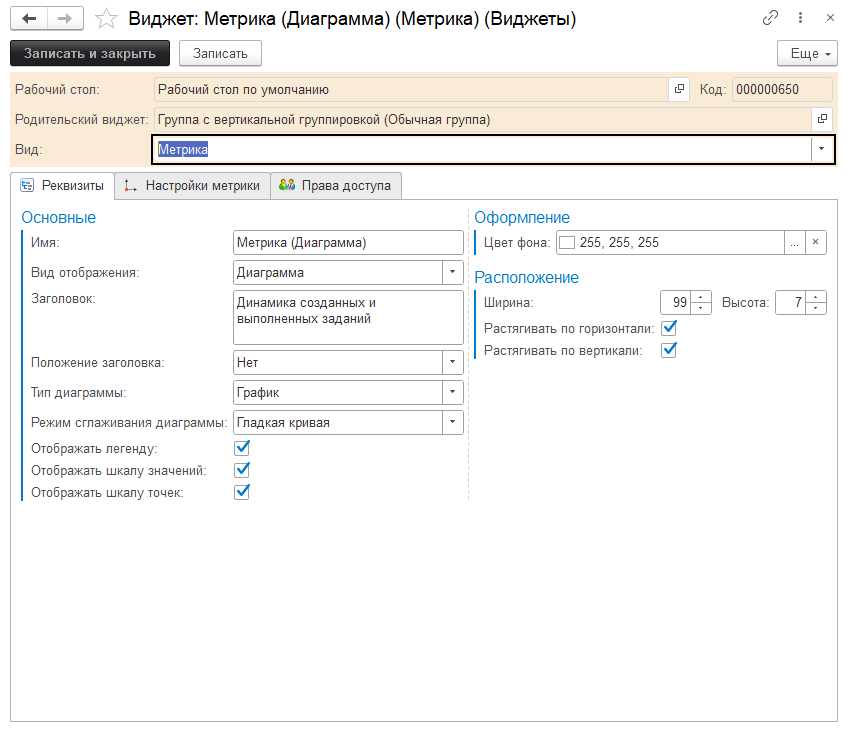 Виджет: Метрика (Диаграмма) (Метрика) (Виджеты)
Записать и закрыть
Записать
Еще
Рабочий стол: Рабочий стол по умолчанию Код: 000000650
Родительский виджет: Группа с вертикальной группировкой (Обычная группа)
Вид: Метрика
Реквизиты
Настройки метрики
Права доступа
Основные
Имя: Метрика (Диаграмма)
Вид отображения: Диаграмма
Заголовок: Динамика созданных и
выполненных заданий
Положение заголовка: Нет
Тип диаграммы: График
Режим сглаживания диаграммы: Гладкая кривая
Отображать легенду:
Отображать шкалу значений:
Отображать шкалу точек:
Оформление
Цвет фона: 255, 255, 255 ...
Расположение
Ширина: 99 Высота: 7
Растягивать по горизонтали:
Растягивать по вертикали: